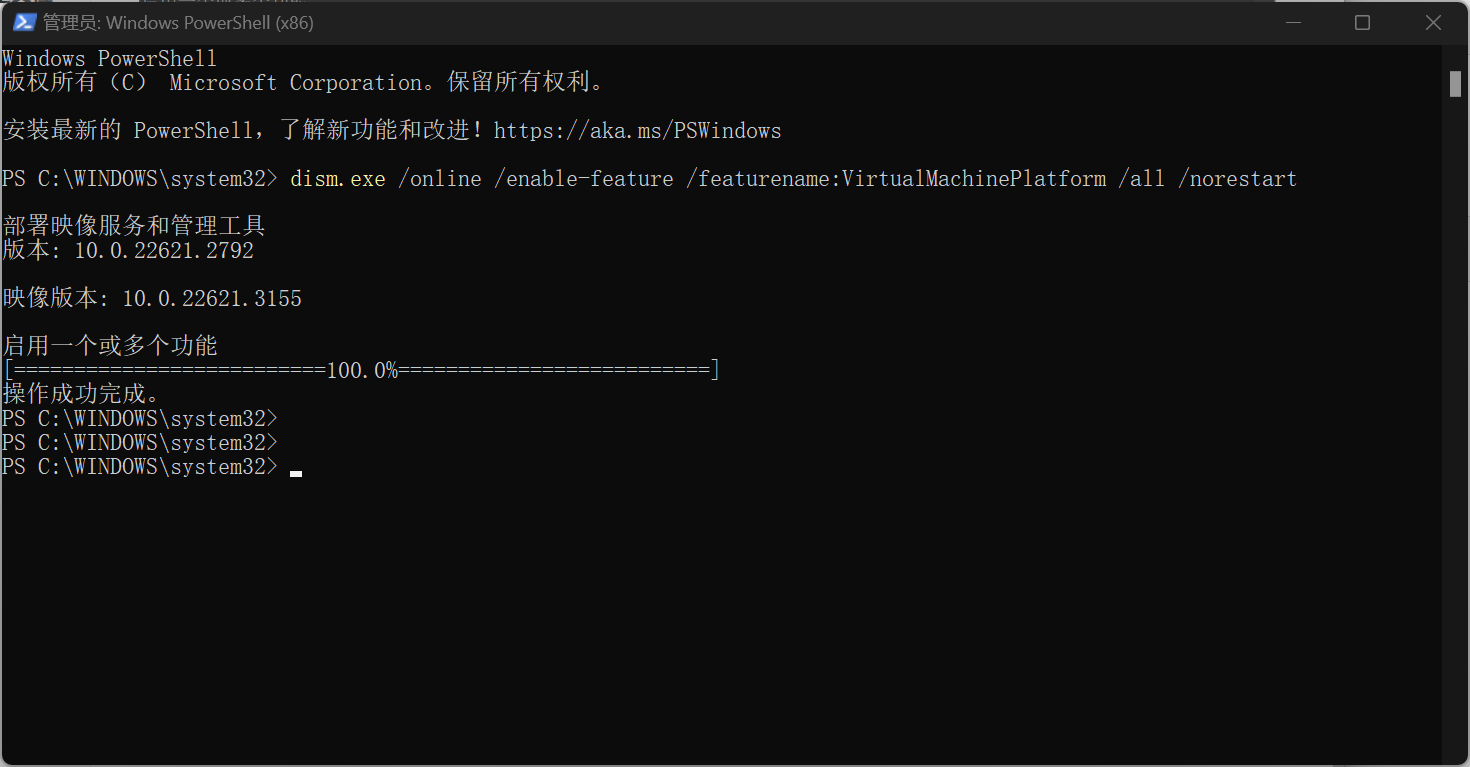 管理员: Windows PowerShell (x86)
Windows PowerShell
版权所有（C） Microsoft Corporation。保留所有权利。
安装最新的 PowerShell，了解新功能和改进！https://aka.ms/PSWindows
PS C:\WINDOWS\system32> dism.exe /online /enable-feature /featurename:VirtualMachinePlatform /all /norestart
部署映像服务和管理工具
版本: 10.0.22621.2792
映像版本: 10.0.22621.3155
启用一个或多个功能
[==========================100.0%==========================]
操作成功完成。
PS C:\WINDOWS\system32>
PS C:\WINDOWS\system32>
PS C:\WINDOWS\system32>